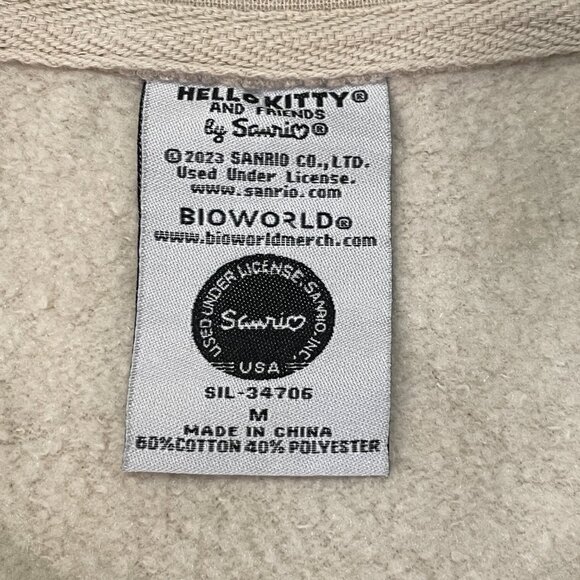 HELLO KITTY®
AND FRIENDS
by Sanrio®
©2023 SANRIO CO.,LTD.
Used Under License.
www.sanrio.com
BIOWORLD®
www.bioworldmerch.com
USED UNDER LICENSE, SANRIO, INC.
Sanrio
USA
SIL-34706
M
MADE IN CHINA
60%COTTON 40% POLYESTER